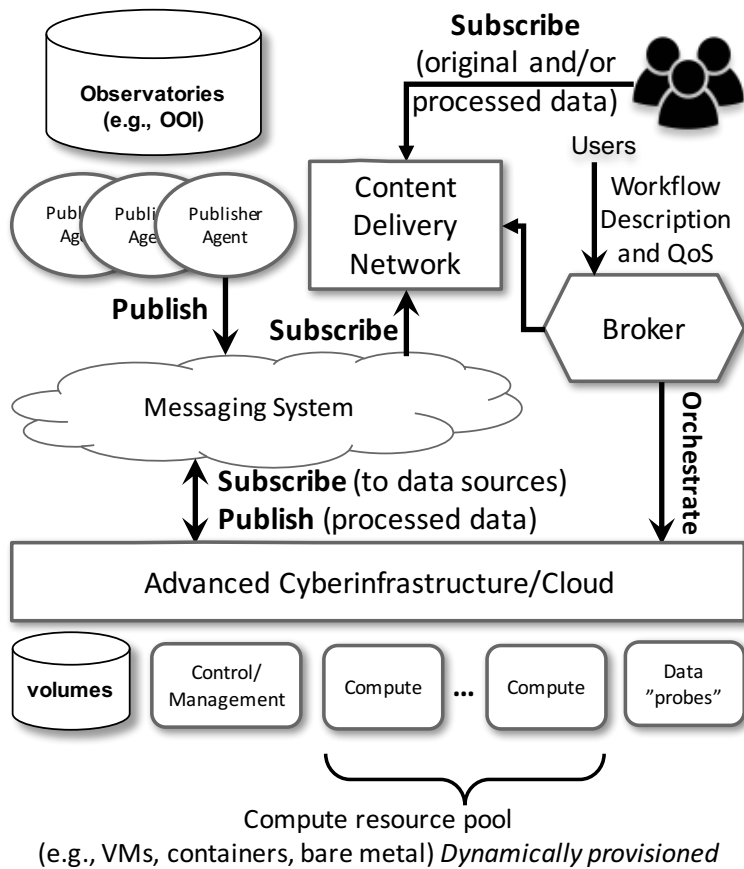 Observatories
(e.g., OOI)
Subscribe
(original and/or
processed data)
Users
Publisher
Agent
Content
Delivery
Network
Workflow
Description
and QoS
Publish
Subscribe
Broker
Messaging System
Orchestrate
Subscribe (to data sources)
Publish (processed data)
Advanced Cyberinfrastructure/Cloud
volumes
Control/
Management
Compute
...
Compute
Data
”probes”
Compute resource pool
(e.g., VMs, containers, bare metal) Dynamically provisioned